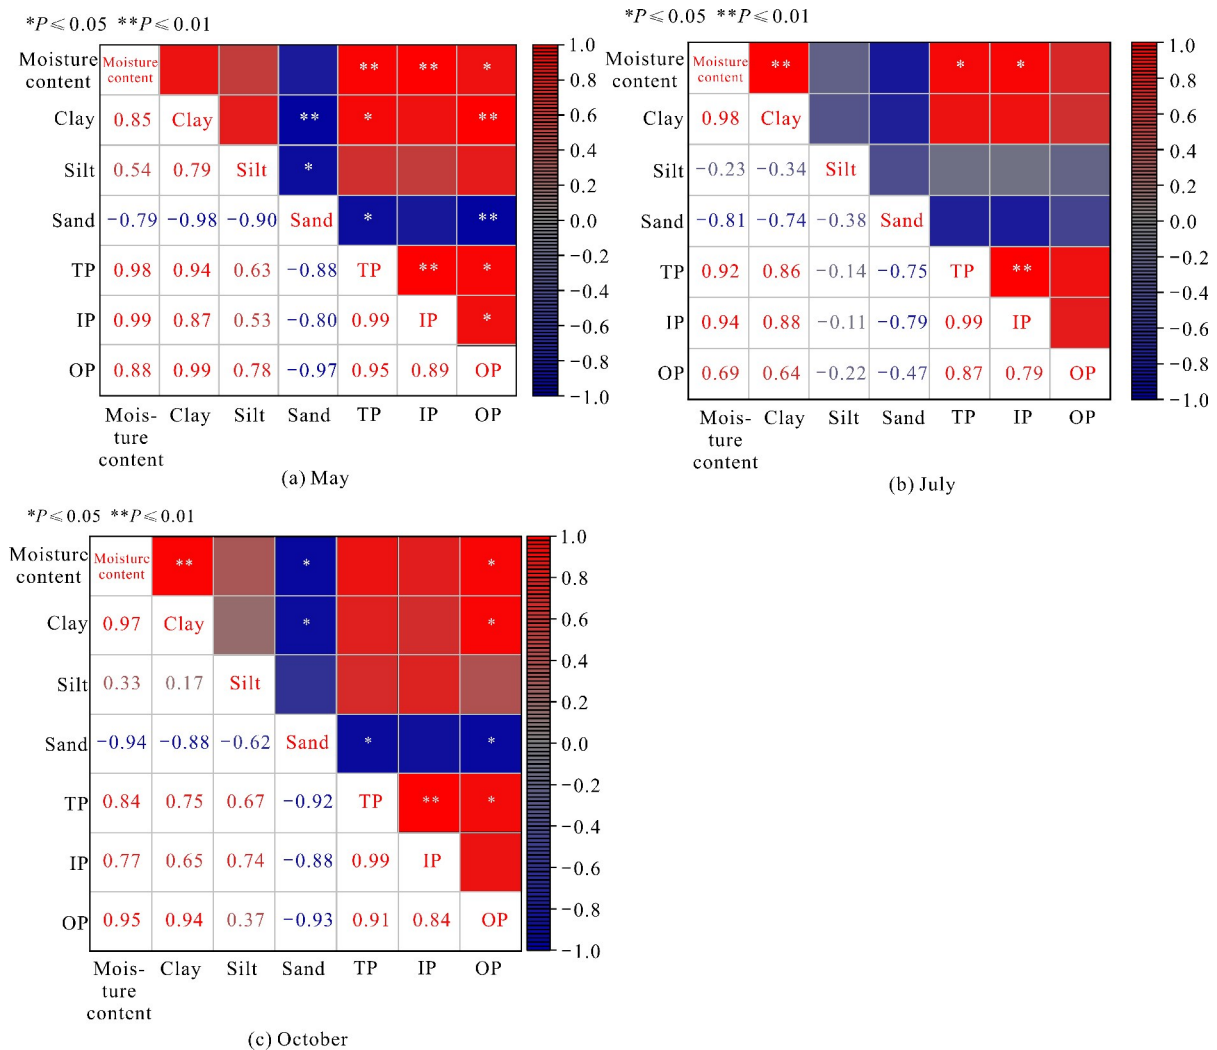 *P≤0.05 **P≤0.01
Moisture
content
Moisture
content
** ** *
Clay 0.85 Clay ** * **
Silt 0.54 0.79 Silt *
Sand −0.79 −0.98 −0.90 Sand * **
TP 0.98 0.94 0.63 −0.88 TP ** *
IP 0.99 0.87 0.53 −0.80 0.99 IP *
OP 0.88 0.99 0.78 −0.97 0.95 0.89 OP
Mois-
ture
content
Clay Silt Sand TP IP OP
1.0
0.8
0.6
0.4
0.2
0.0
−0.2
−0.4
−0.6
−0.8
−1.0
(a) May
*P≤0.05 **P≤0.01
Moisture
content
Moisture
content
** * *
Clay 0.98 Clay
Silt −0.23 −0.34 Silt
Sand −0.81 −0.74 −0.38 Sand
TP 0.92 0.86 −0.14 −0.75 TP **
IP 0.94 0.88 −0.11 −0.79 0.99 IP
OP 0.69 0.64 −0.22 −0.47 0.87 0.79 OP
Mois-
ture
content
Clay Silt Sand TP IP OP
1.0
0.8
0.6
0.4
0.2
0.0
−0.2
−0.4
−0.6
−0.8
−1.0
(b) July
*P≤0.05 **P≤0.01
Moisture
content
Moisture
content
** * *
Clay 0.97 Clay * *
Silt 0.33 0.17 Silt
Sand −0.94 −0.88 −0.62 Sand * *
TP 0.84 0.75 0.67 −0.92 TP ** *
IP 0.77 0.65 0.74 −0.88 0.99 IP
OP 0.95 0.94 0.37 −0.93 0.91 0.84 OP
Mois-
ture
content
Clay Silt Sand TP IP OP
1.0
0.8
0.6
0.4
0.2
0.0
−0.2
−0.4
−0.6
−0.8
−1.0
(c) October